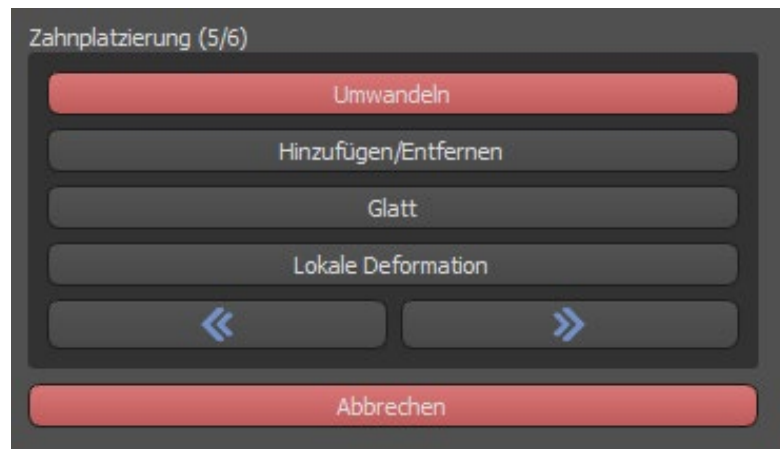 Zahnplatzierung (5/6)
Umwandeln
Hinzufügen/Entfernen
Glatt
Lokale Deformation
Abbrechen